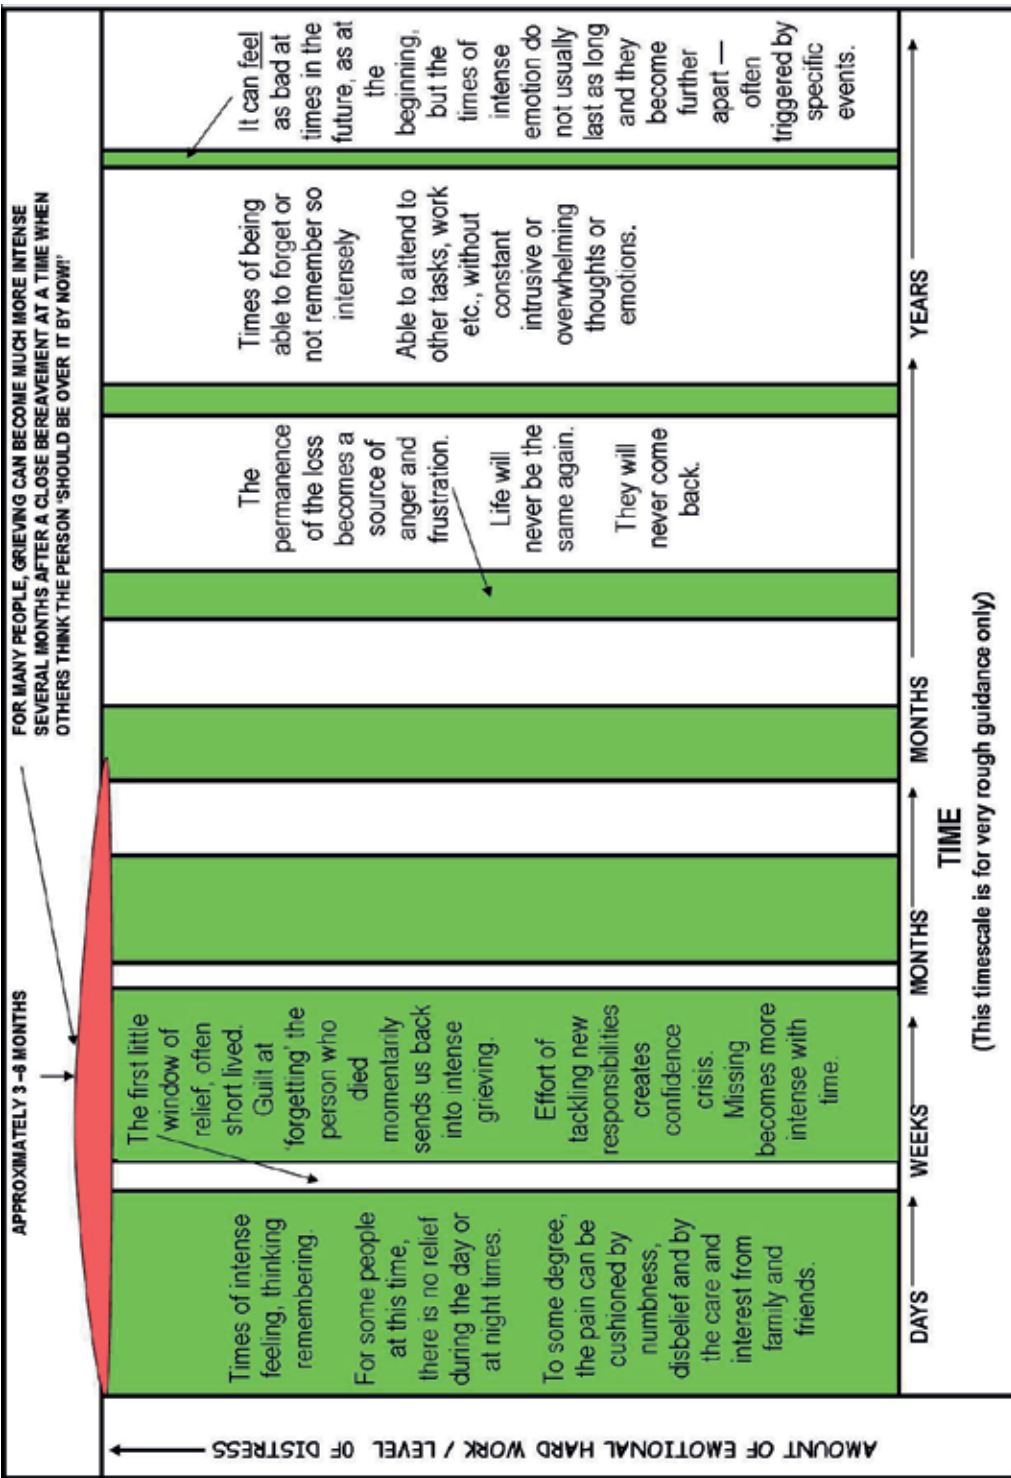 APPROXIMATELY 3 –6 MONTHS
FOR MANY PEOPLE, GRIEVING CAN BECOME MUCH MORE INTENSE
SEVERAL MONTHS AFTER A CLOSE BEREAVEMENT AT A TIME WHEN
OTHERS THINK THE PERSON 'SHOULD BE OVER IT BY NOW!'
AMOUNT OF EMOTIONAL HARD WORK / LEVEL OF DISTRESS
Times of intense
feeling, thinking
remembering.
For some people
at this time,
there is no relief
during the day or
at night times.
To some degree,
the pain can be
cushioned by
numbness,
disbelief and by
the care and
interest from
family and
friends.
The first little
window of
relief, often
short lived.
Guilt at
'forgetting' the
person who
died
momentarily
sends us back
into intense
grieving.
Effort of
tackling new
responsibilities
creates
confidence
crisis.
Missing
becomes more
intense with
time.
The
permanence
of the loss
becomes a
source of
anger and
frustration.
Life will
never be the
same again.
They will
never come
back.
Times of being
able to forget or
not remember so
intensely
Able to attend to
other tasks, work
etc., without
constant
intrusive or
overwhelming
thoughts or
emotions.
It can feel
as bad at
times in the
future, as at
the
beginning,
but the
times of
intense
emotion do
not usually
last as long
and they
become
further
apart —
often
triggered by
specific
events.
DAYS
WEEKS
MONTHS
MONTHS
YEARS
TIME
(This timescale is for very rough guidance only)